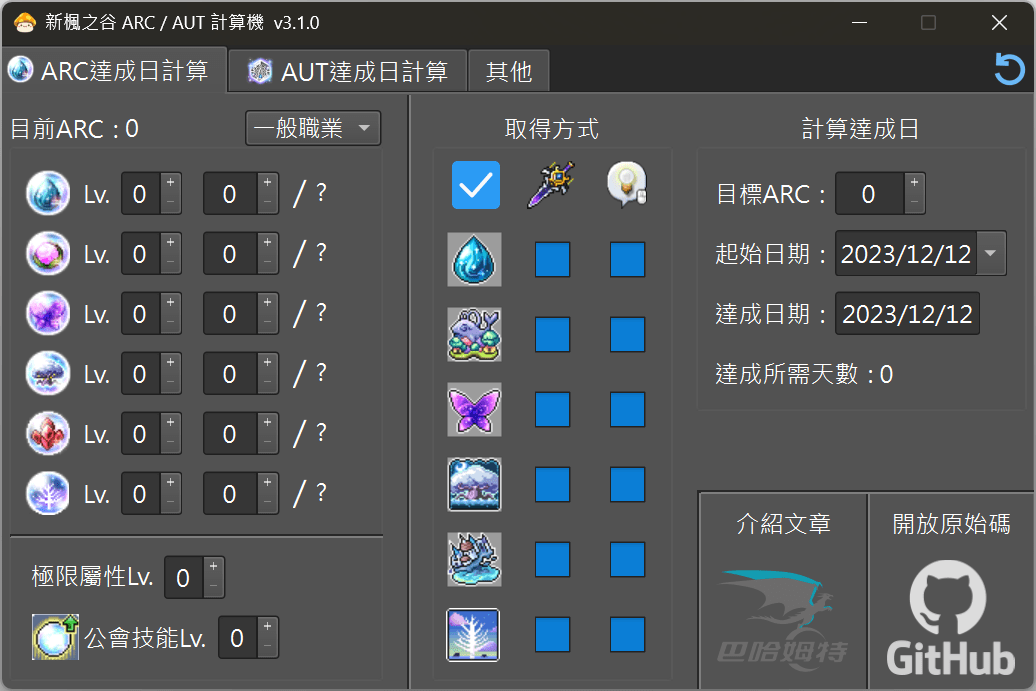 新楓之谷 ARC / AUT 計算機 v3.1.0
ARC達成日計算
AUT達成日計算
其他
目前ARC : 0
一般職業
Lv. 0 0 / ?
Lv. 0 0 / ?
Lv. 0 0 / ?
Lv. 0 0 / ?
Lv. 0 0 / ?
Lv. 0 0 / ?
極限屬性Lv. 0
公會技能Lv. 0
取得方式
計算達成日
目標ARC : 0
起始日期 : 2023/12/12
達成日期 : 2023/12/12
達成所需天數 : 0
介紹文章
巴哈姆特
開放原始碼
GitHub